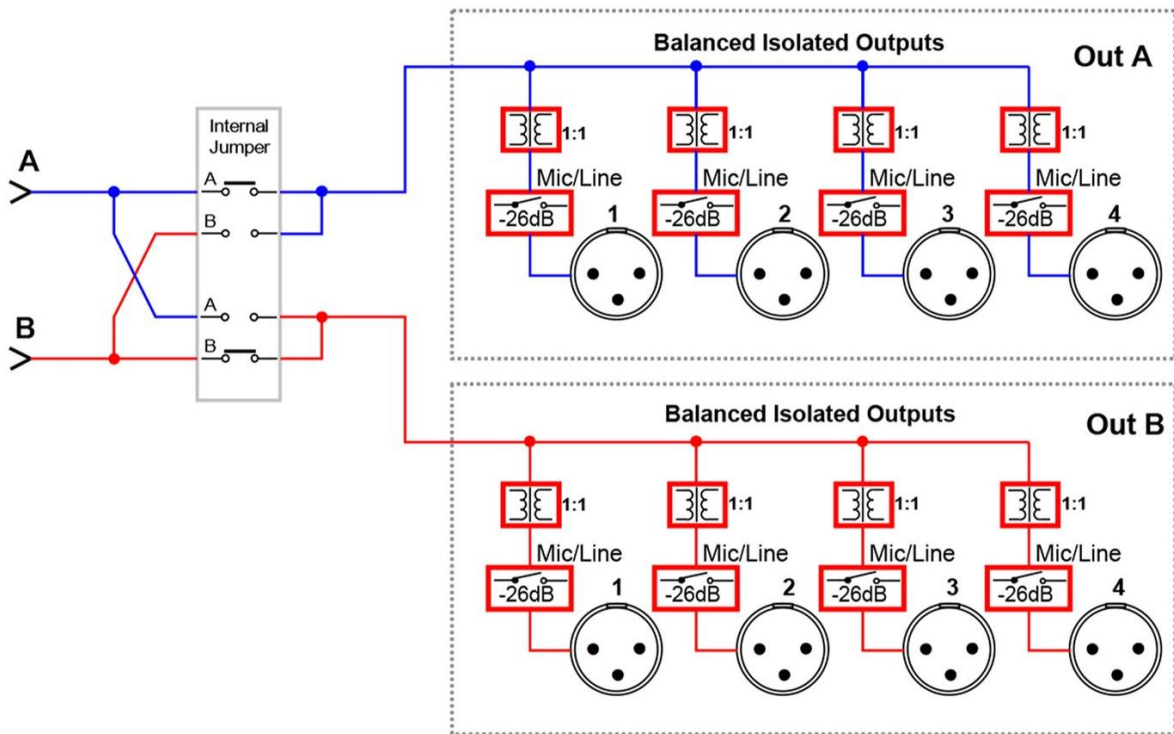 Balanced Isolated Outputs
Out A
Internal
Jumper
1:1
1:1
1:1
1:1
A
A
Mic/Line
Mic/Line
Mic/Line
Mic/Line
-26dB
-26dB
-26dB
-26dB
1
2
3
4
B
A
B
B
Balanced Isolated Outputs
Out B
1:1
1:1
1:1
1:1
Mic/Line
Mic/Line
Mic/Line
Mic/Line
-26dB
-26dB
-26dB
-26dB
1
2
3
4